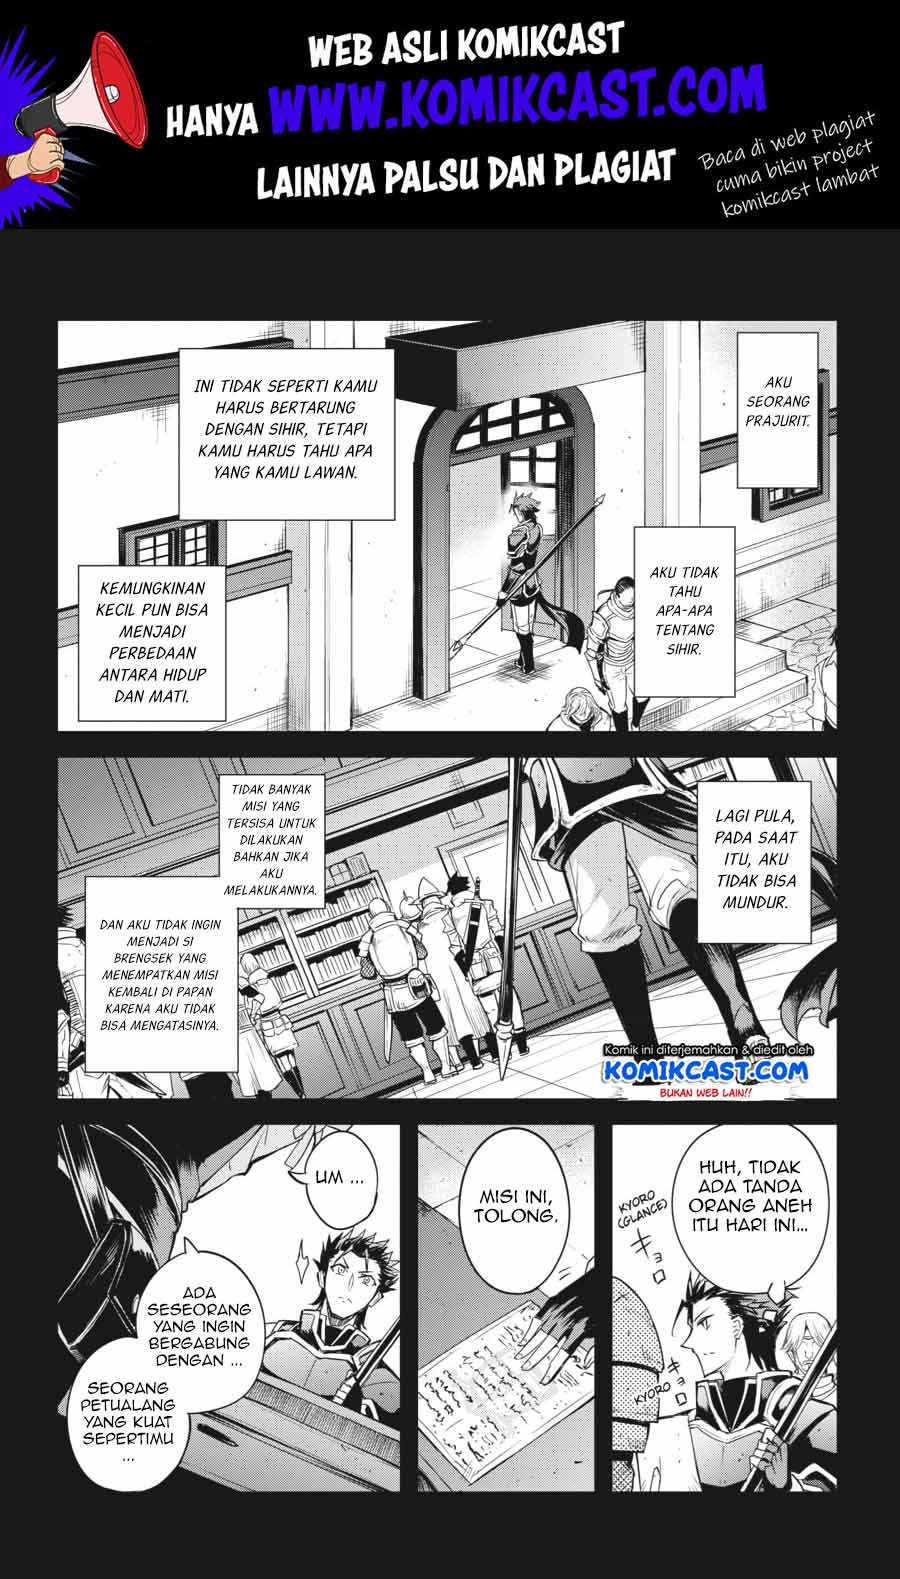 WEB ASLI KOMIKCAST
HANYA WWW.KOMIKCAST.COM
LAINNYA PALSU DAN PLAGIAT
Baca di web plagiat
cuma bikin project
komikcast lambat
AKU
SEORANG
PRAJURIT.
AKU TIDAK
TAHU
APA-APA
TENTANG
SIHIR.
INI TIDAK SEPERTI KAMU
HARUS BERTARUNG
DENGAN SIHIR, TETAPI
KAMU HARUS TAHU APA
YANG KAMU LAWAN.
KEMUNGKINAN
KECIL PUN BISA
MENJADI
PERBEDAAN
ANTARA HIDUP
DAN MATI.
LAGI PULA,
PADA SAAT
ITU, AKU
TIDAK BISA
MUNDUR.
TIDAK BANYAK
MISI YANG
TERSISA UNTUK
DILAKUKAN
BAHKAN JIKA
AKU
MELAKUKANNYA.
DAN AKU TIDAK INGIN
MENJADI SI
BRENGSEK YANG
MENEMPATKAN MISI
KEMBALI DI PAPAN
KARENA AKU TIDAK
BISA MENGATASINYA.
Komik ini diterjemahkan & diedit oleh
KOMIKCAST.COM
BUKAN WEB LAIN!!
HUH, TIDAK
ADA TANDA
ORANG ANEH
ITU HARI INI...
KYORO
(GLANCE)
キョロ
キョロ
KYORO
MISI INI,
TOLONG.
UM ...
ADA
SESEORANG
YANG INGIN
BERGABUNG
DENGAN ...
SEORANG
PETUALANG
YANG KUAT
SEPERTIMU
...